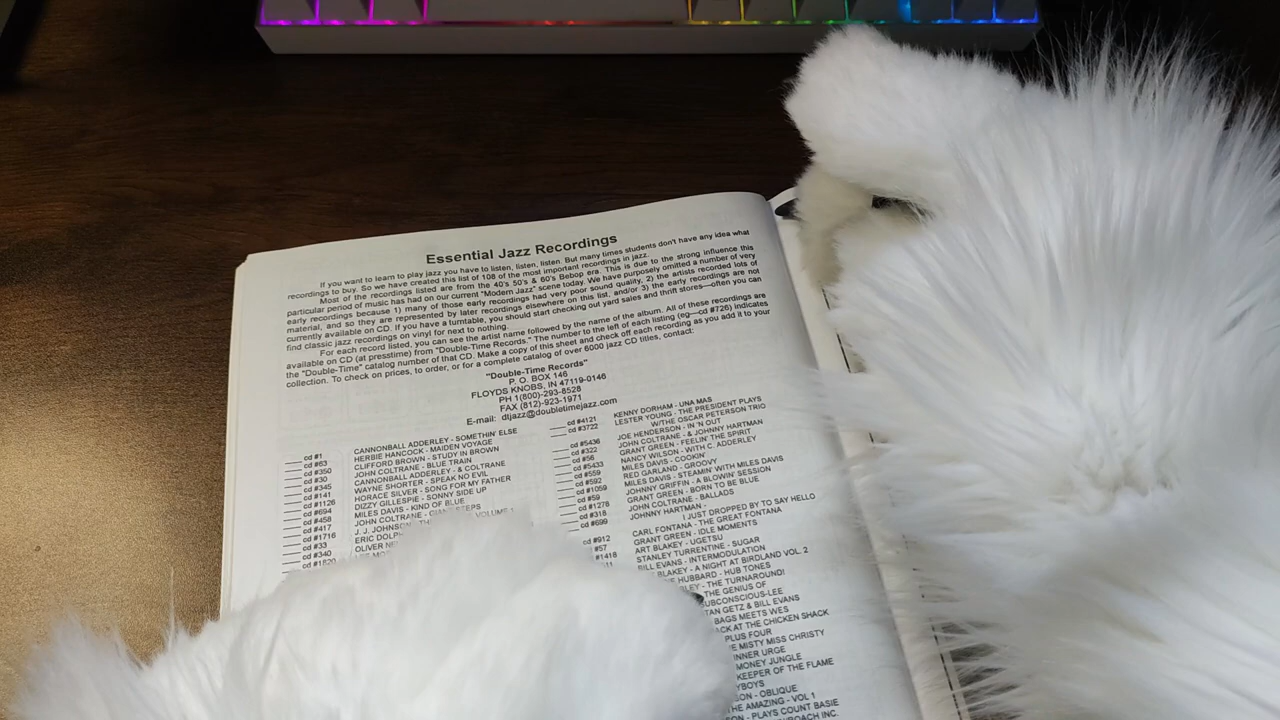 Essential Jazz Recordings
If you want to learn to play jazz you have to listen, listen, listen. But many times students don't have any idea what
recordings to buy. So we have created this list of 108 of the most important recordings in jazz.
Most of the recordings listed are from the 40's 50's & 60's Bebop era. This is due to the strong influence this
particular period of music has had on our current "Modern Jazz" scene today. We have purposely omitted a number of very
early recordings because 1) many of those early recordings had very poor sound quality, 2) the artists recorded lots of
material, and so they are represented by later recordings elsewhere on this list, and/or 3) the early recordings are not
currently available on CD. If you have a turntable, you should start checking out yard sales and thrift stores—often you can
find classic jazz recordings on vinyl for next to nothing.
For each record listed, you can see the artist name followed by the name of the album. All of these recordings are
available on CD (at presstime) from "Double-Time Records." The number to the left of each listing (eg—cd #726) indicates
the "Double-Time" catalog number of that CD. Make a copy of this sheet and check off each recording as you add it to your
collection. To check on prices, to order, or for a complete catalog of over 6000 jazz CD titles, contact:
"Double-Time Records"
P. O. BOX 146
FLOYDS KNOBS, IN 47119-0146
PH 1(800)-293-8528
FAX (812)-923-1971
E-mail: dtjazz@doubletimejazz.com
cd #1 CANNONBALL ADDERLEY - SOMETHIN' ELSE
cd #63 HERBIE HANCOCK - MAIDEN VOYAGE
cd #350 CLIFFORD BROWN - STUDY IN BROWN
cd #30 JOHN COLTRANE - BLUE TRAIN
cd #345 CANNONBALL ADDERLEY - & COLTRANE
cd #141 WAYNE SHORTER - SPEAK NO EVIL
cd #1126 HORACE SILVER - SONG FOR MY FATHER
cd #694 DIZZY GILLESPIE - SONNY SIDE UP
cd #458 MILES DAVIS - KIND OF BLUE
cd #417 JOHN COLTRANE - GIANT STEPS
cd #1716 J. J. JOHNSON - VOLUME 1
cd #33 ERIC
cd #340 OLIVER
cd #1820
cd #4121 KENNY DORHAM - UNA MAS
cd #3722 LESTER YOUNG - THE PRESIDENT PLAYS
W/THE OSCAR PETERSON TRIO
cd #5436 JOE HENDERSON - IN 'N OUT
cd #322 JOHN COLTRANE - & JOHNNY HARTMAN
cd #56 GRANT GREEN - FEELIN' THE SPIRIT
cd #5433 NANCY WILSON - WITH C. ADDERLEY
cd #559 MILES DAVIS - COOKIN'
cd #592 RED GARLAND - GROOVY
cd #1059 MILES DAVIS - STEAMIN' WITH MILES DAVIS
cd #59 JOHNNY GRIFFIN - A BLOWIN' SESSION
cd #1278 GRANT GREEN - BORN TO BE BLUE
cd #318 JOHN COLTRANE - BALLADS
cd #699 JOHNNY HARTMAN -
I JUST DROPPED BY TO SAY HELLO
cd #912 CARL FONTANA - THE GREAT FONTANA
#57 GRANT GREEN - IDLE MOMENTS
#1418 ART BLAKEY - UGETSU
STANLEY TURRENTINE - SUGAR
BILL EVANS - INTERMODULATION
BLAKEY - A NIGHT AT BIRDLAND VOL. 2
HUBBARD - HUB TONES
THE TURNAROUND!
THE GENIUS OF
SUBCONSCIOUS-LEE
GETZ & BILL EVANS
BAGS MEETS WES
AT THE CHICKEN SHACK
PLUS FOUR
MISTY MISS CHRISTY
INNER URGE
MONEY JUNGLE
KEEPER OF THE FLAME
- OBLIQUE
THE AMAZING - VOL 1
- PLAYS COUNT BASIE
INC.